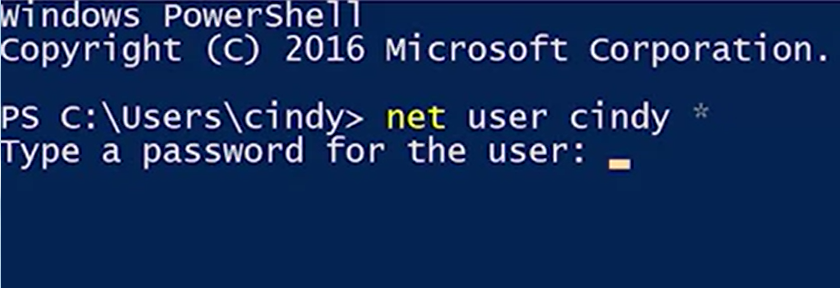 Windows PowerShell
Copyright (C) 2016 Microsoft Corporation.
PS C:\Users\cindy> net user cindy *
Type a password for the user: _